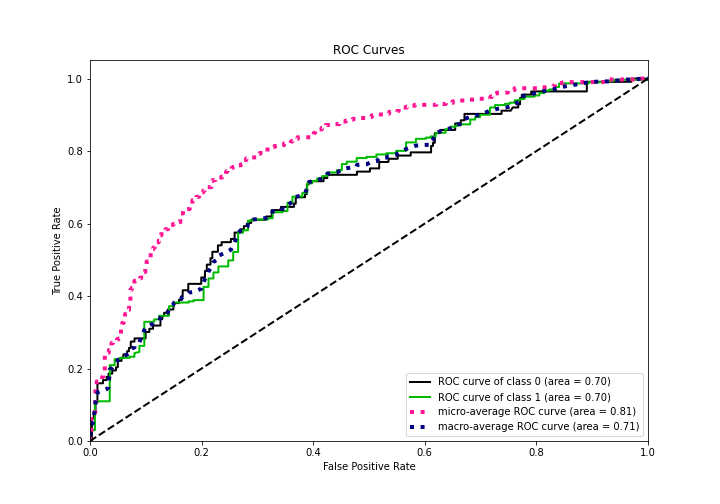 ROC Curves
1.0
0.8
0.6
0.4
0.2
0.0
True Positive Rate
ROC curve of class 0 (area = 0.70)
ROC curve of class 1 (area = 0.70)
micro-average ROC curve (area = 0.81)
macro-average ROC curve (area = 0.71)
0.0 0.2 0.4 0.6 0.8 1.0
False Positive Rate